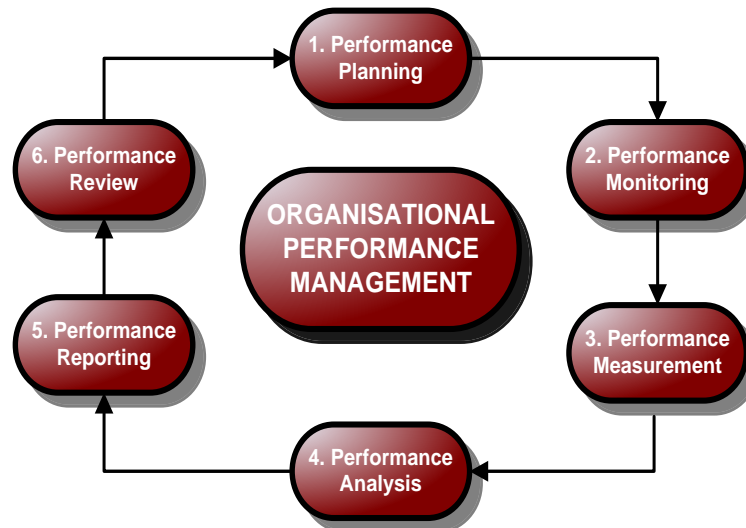 1. Performance
Planning
2. Performance
Monitoring
3. Performance
Measurement
4. Performance
Analysis
5. Performance
Reporting
6. Performance
Review
ORGANISATIONAL
PERFORMANCE
MANAGEMENT